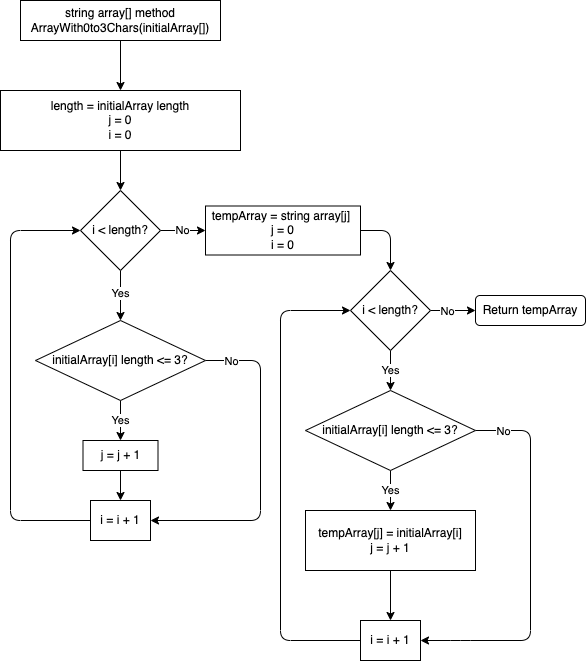 string array[] method
ArrayWith0to3Chars(initialArray[])
length = initialArray length
j = 0
i = 0
i < length?
No
tempArray = string array[j]
j = 0
i = 0
Yes
initialArray[i] length <= 3?
No
Yes
j = j + 1
i = i + 1
i < length?
No
Return tempArray
Yes
initialArray[i] length <= 3?
No
Yes
tempArray[j] = initialArray[i]
j = j + 1
i = i + 1